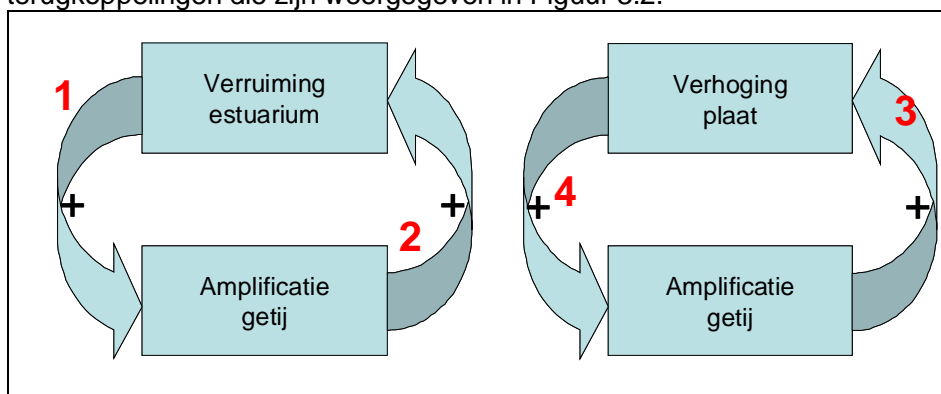 terugkoppelingen die zijn weergegeven in Figuur 3.2.
1
Verruiming
estuarium
+
+
2
Amplificatie
getij
Verhoging
plaat
3
+
4
+
Amplificatie
getij